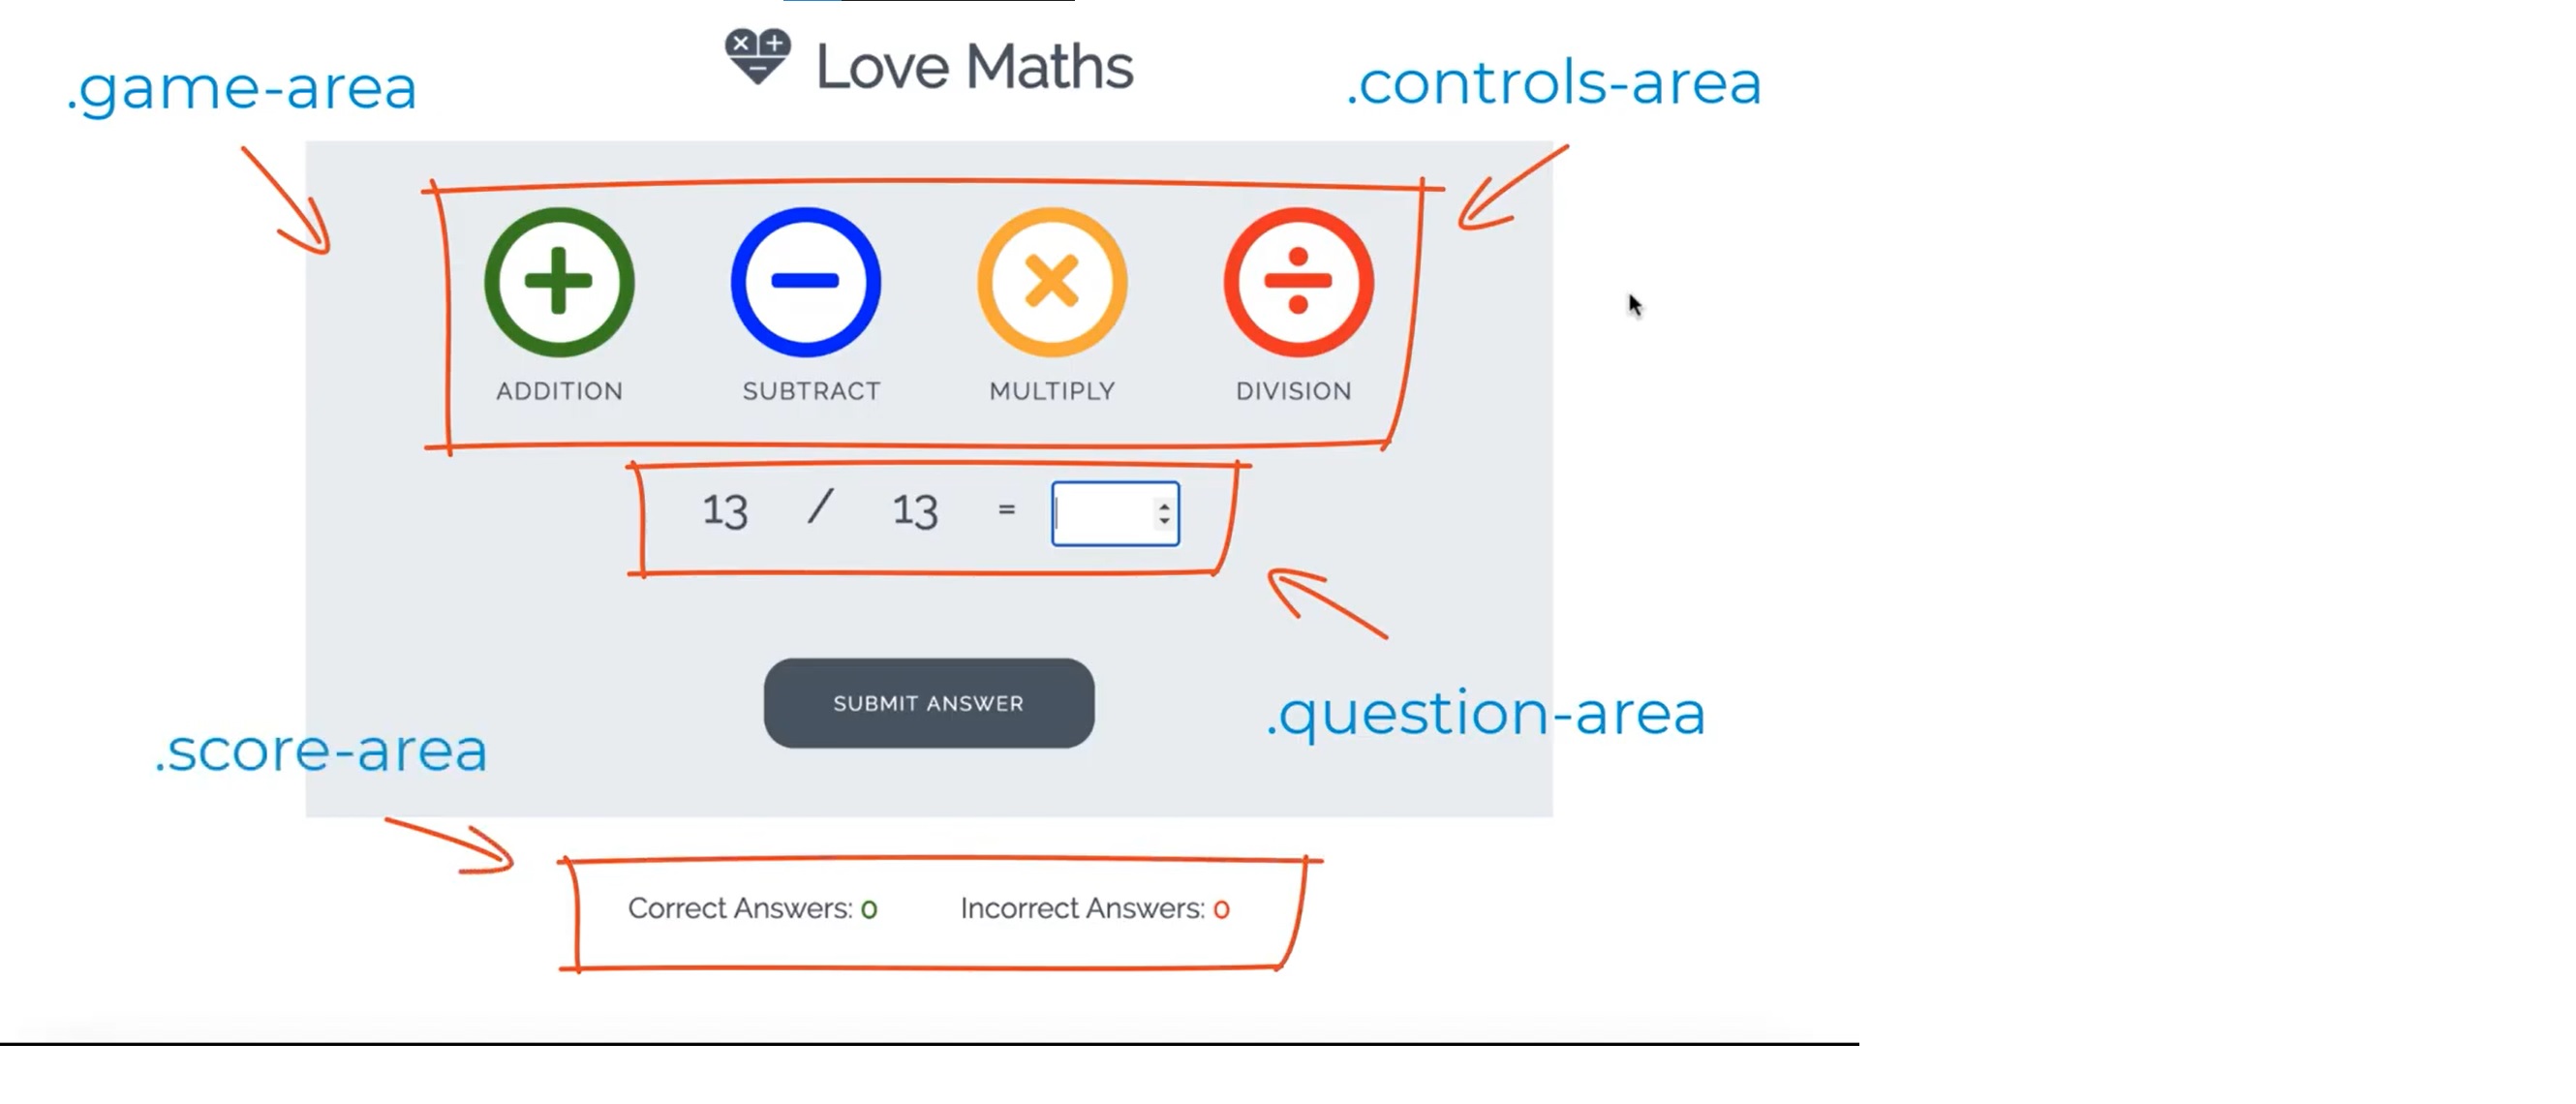 Love Maths
.game-area
.controls-area
ADDITION SUBTRACT MULTIPLY DIVISION
13 / 13 =
SUBMIT ANSWER
.question-area
.score-area
Correct Answers: 0 Incorrect Answers: 0